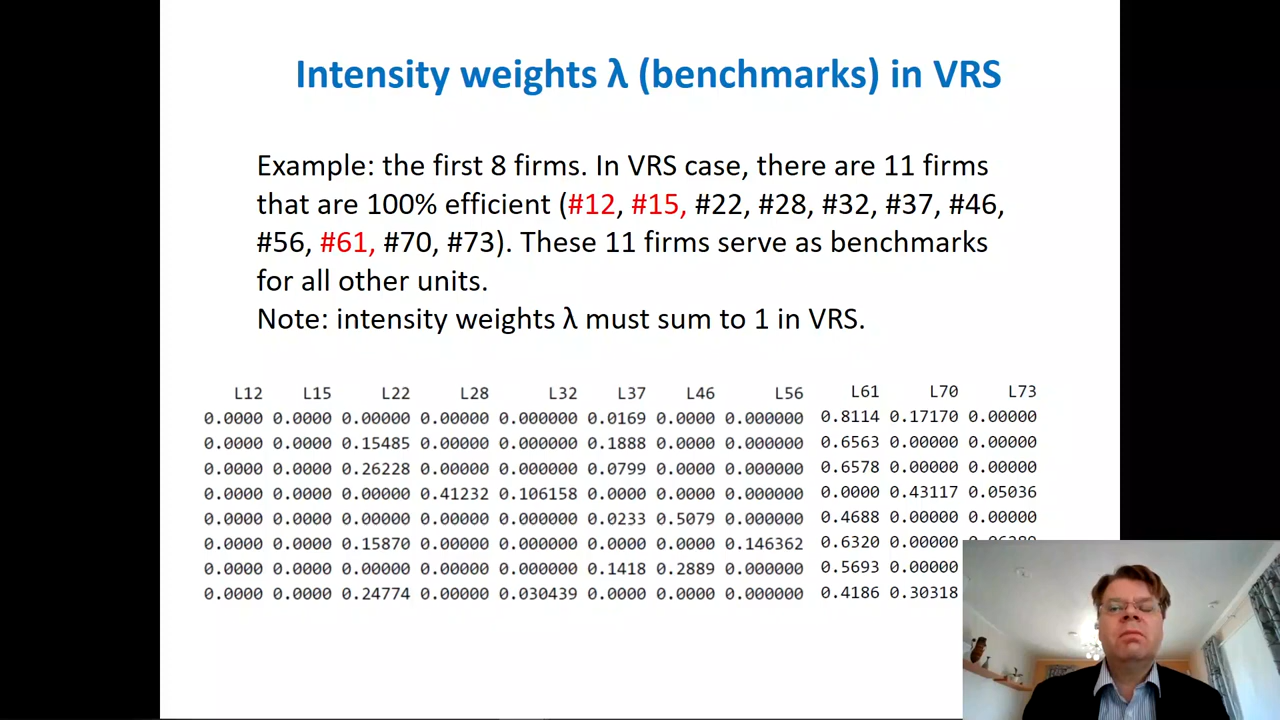 Intensity weights λ (benchmarks) in VRS
Example: the first 8 firms. In VRS case, there are 11 firms
that are 100% efficient (#12, #15, #22, #28, #32, #37, #46,
#56, #61, #70, #73). These 11 firms serve as benchmarks
for all other units.
Note: intensity weights λ must sum to 1 in VRS.
L12 L15 L22 L28 L32 L37 L46 L56 L61 L70 L73
0.0000 0.0000 0.00000 0.00000 0.000000 0.0169 0.0000 0.000000 0.8114 0.17170 0.00000
0.0000 0.0000 0.15485 0.00000 0.000000 0.1888 0.0000 0.000000 0.6563 0.00000 0.00000
0.0000 0.0000 0.26228 0.00000 0.000000 0.0799 0.0000 0.000000 0.6578 0.00000 0.00000
0.0000 0.0000 0.00000 0.41232 0.106158 0.0000 0.0000 0.000000 0.0000 0.43117 0.05036
0.0000 0.0000 0.00000 0.00000 0.000000 0.0233 0.5079 0.000000 0.4688 0.00000 0.00000
0.0000 0.0000 0.15870 0.00000 0.000000 0.0000 0.0000 0.146362 0.6320 0.00000
0.0000 0.0000 0.00000 0.00000 0.000000 0.1418 0.2889 0.000000 0.5693 0.00000
0.0000 0.0000 0.24774 0.00000 0.030439 0.0000 0.0000 0.000000 0.4186 0.30318